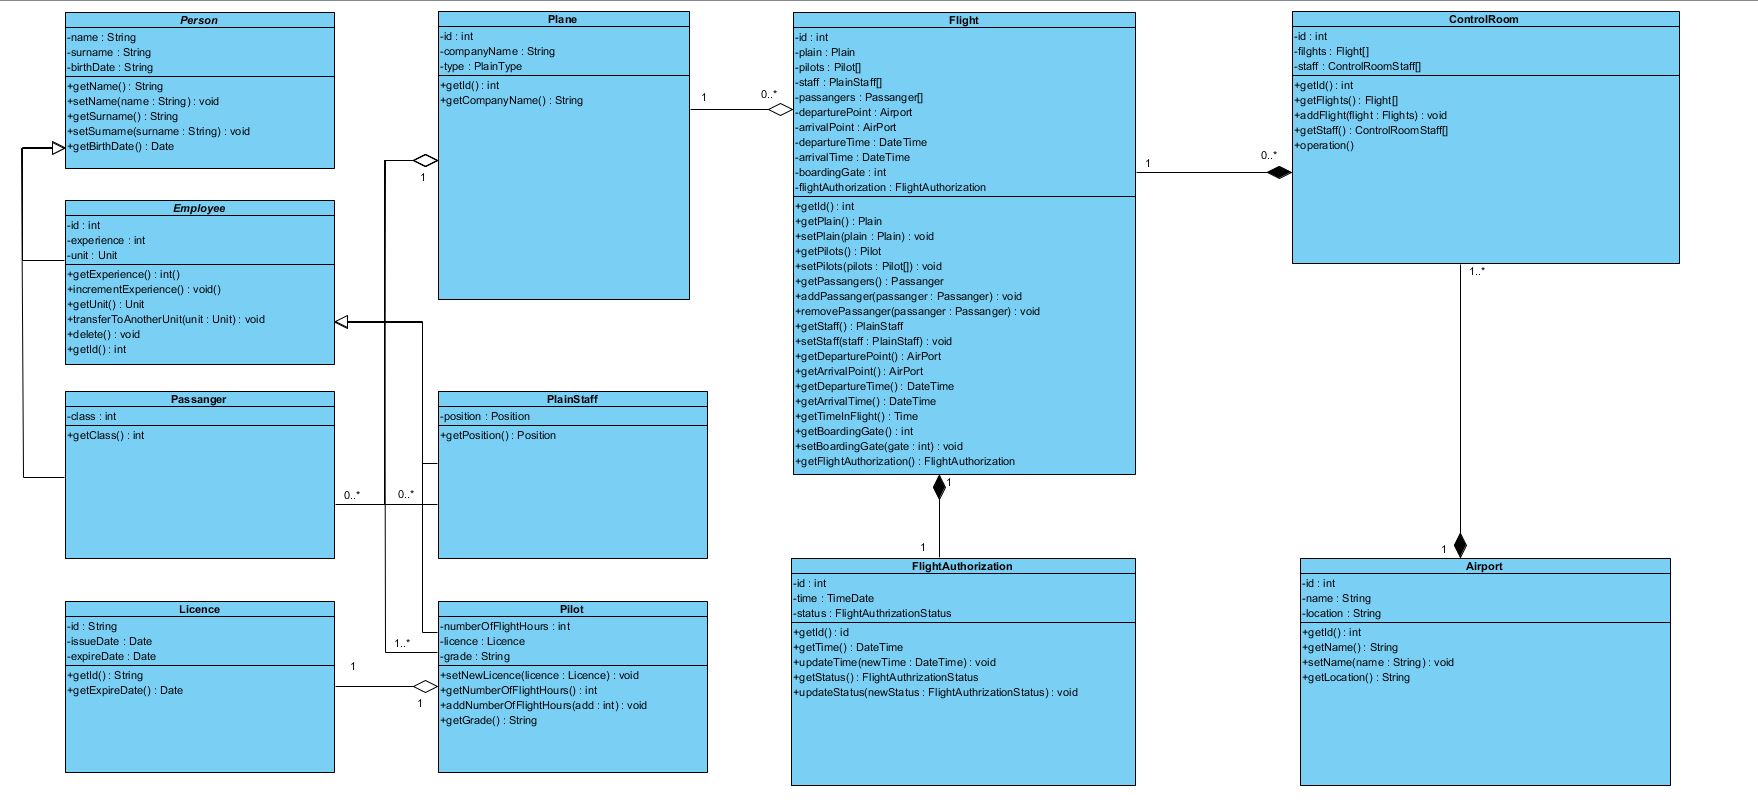 Person
-name : String
-surname : String
-birthDate : String
+getName() : String
+setName(name : String) : void
+getSurname() : String
+setSurname(surname : String) : void
+getBirthDate() : Date
Employee
-id : int
-experience : int
-unit : Unit
+getExperience() : int()
+incrementExperience() : void()
+getUnit() : Unit
+transferToAnotherUnit(unit : Unit) : void
+delete() : void
+getId() : int
Passanger
-class : int
+getClass() : int
0..*
0..*
Licence
-id : String
-issueDate : Date
-expireDate : Date
+getId() : String
+getExpireDate() : Date
1
1
Plane
-id : int
-companyName : String
-type : PlainType
+getId() : int
+getCompanyName() : String
1
1
0..*
PlainStaff
-position : Position
+getPosition() : Position
Pilot
-numberOfFlightHours : int
-licence : Licence
-grade : String
+setNewLicence(licence : Licence) : void
+getNumberOfFlightHours() : int
+addNumberOfFlightHours(add : int) : void
+getGrade() : String
1..*
Flight
-id : int
-plain : Plain
-pilots : Pilot[]
-staff : PlainStaff[]
-passangers : Passanger[]
-departurePoint : Airport
-arrivalPoint : AirPort
-departureTime : DateTime
-arrivalTime : DateTime
-boardingGate : int
-flightAuthorization : FlightAuthorization
+getId() : int
+getPlain() : Plain
+setPlain(plain : Plain) : void
+getPilots() : Pilot
+setPilots(pilots : Pilot[]) : void
+getPassangers() : Passanger
+addPassanger(passanger : Passanger) : void
+removePassanger(passanger : Passanger) : void
+getStaff() : PlainStaff
+setStaff(staff : PlainStaff) : void
+getDeparturePoint() : AirPort
+getArrivalPoint() : AirPort
+getDepartureTime() : DateTime
+getArrivalTime() : DateTime
+getTimeInFlight() : Time
+getBoardingGate() : int
+setBoardingGate(gate : int) : void
+getFlightAuthorization() : FlightAuthorization
1
1
FlightAuthorization
-id : int
-time : TimeDate
-status : FlightAuthrizationStatus
+getId() : id
+getTime() : DateTime
+updateTime(newTime : DateTime) : void
+getStatus() : FlightAuthrizationStatus
+updateStatus(newStatus : FlightAuthrizationStatus) : void
1
0..*
ControlRoom
-id : int
-filghts : Flight[]
-staff : ControlRoomStaff[]
+getId() : int
+getFlights() : Flight[]
+addFlight(flight : Flights) : void
+getStaff() : ControlRoomStaff[]
+operation()
1..*
1
Airport
-id : int
-name : String
-location : String
+getId() : int
+getName() : String
+setName(name : String) : void
+getLocation() : String